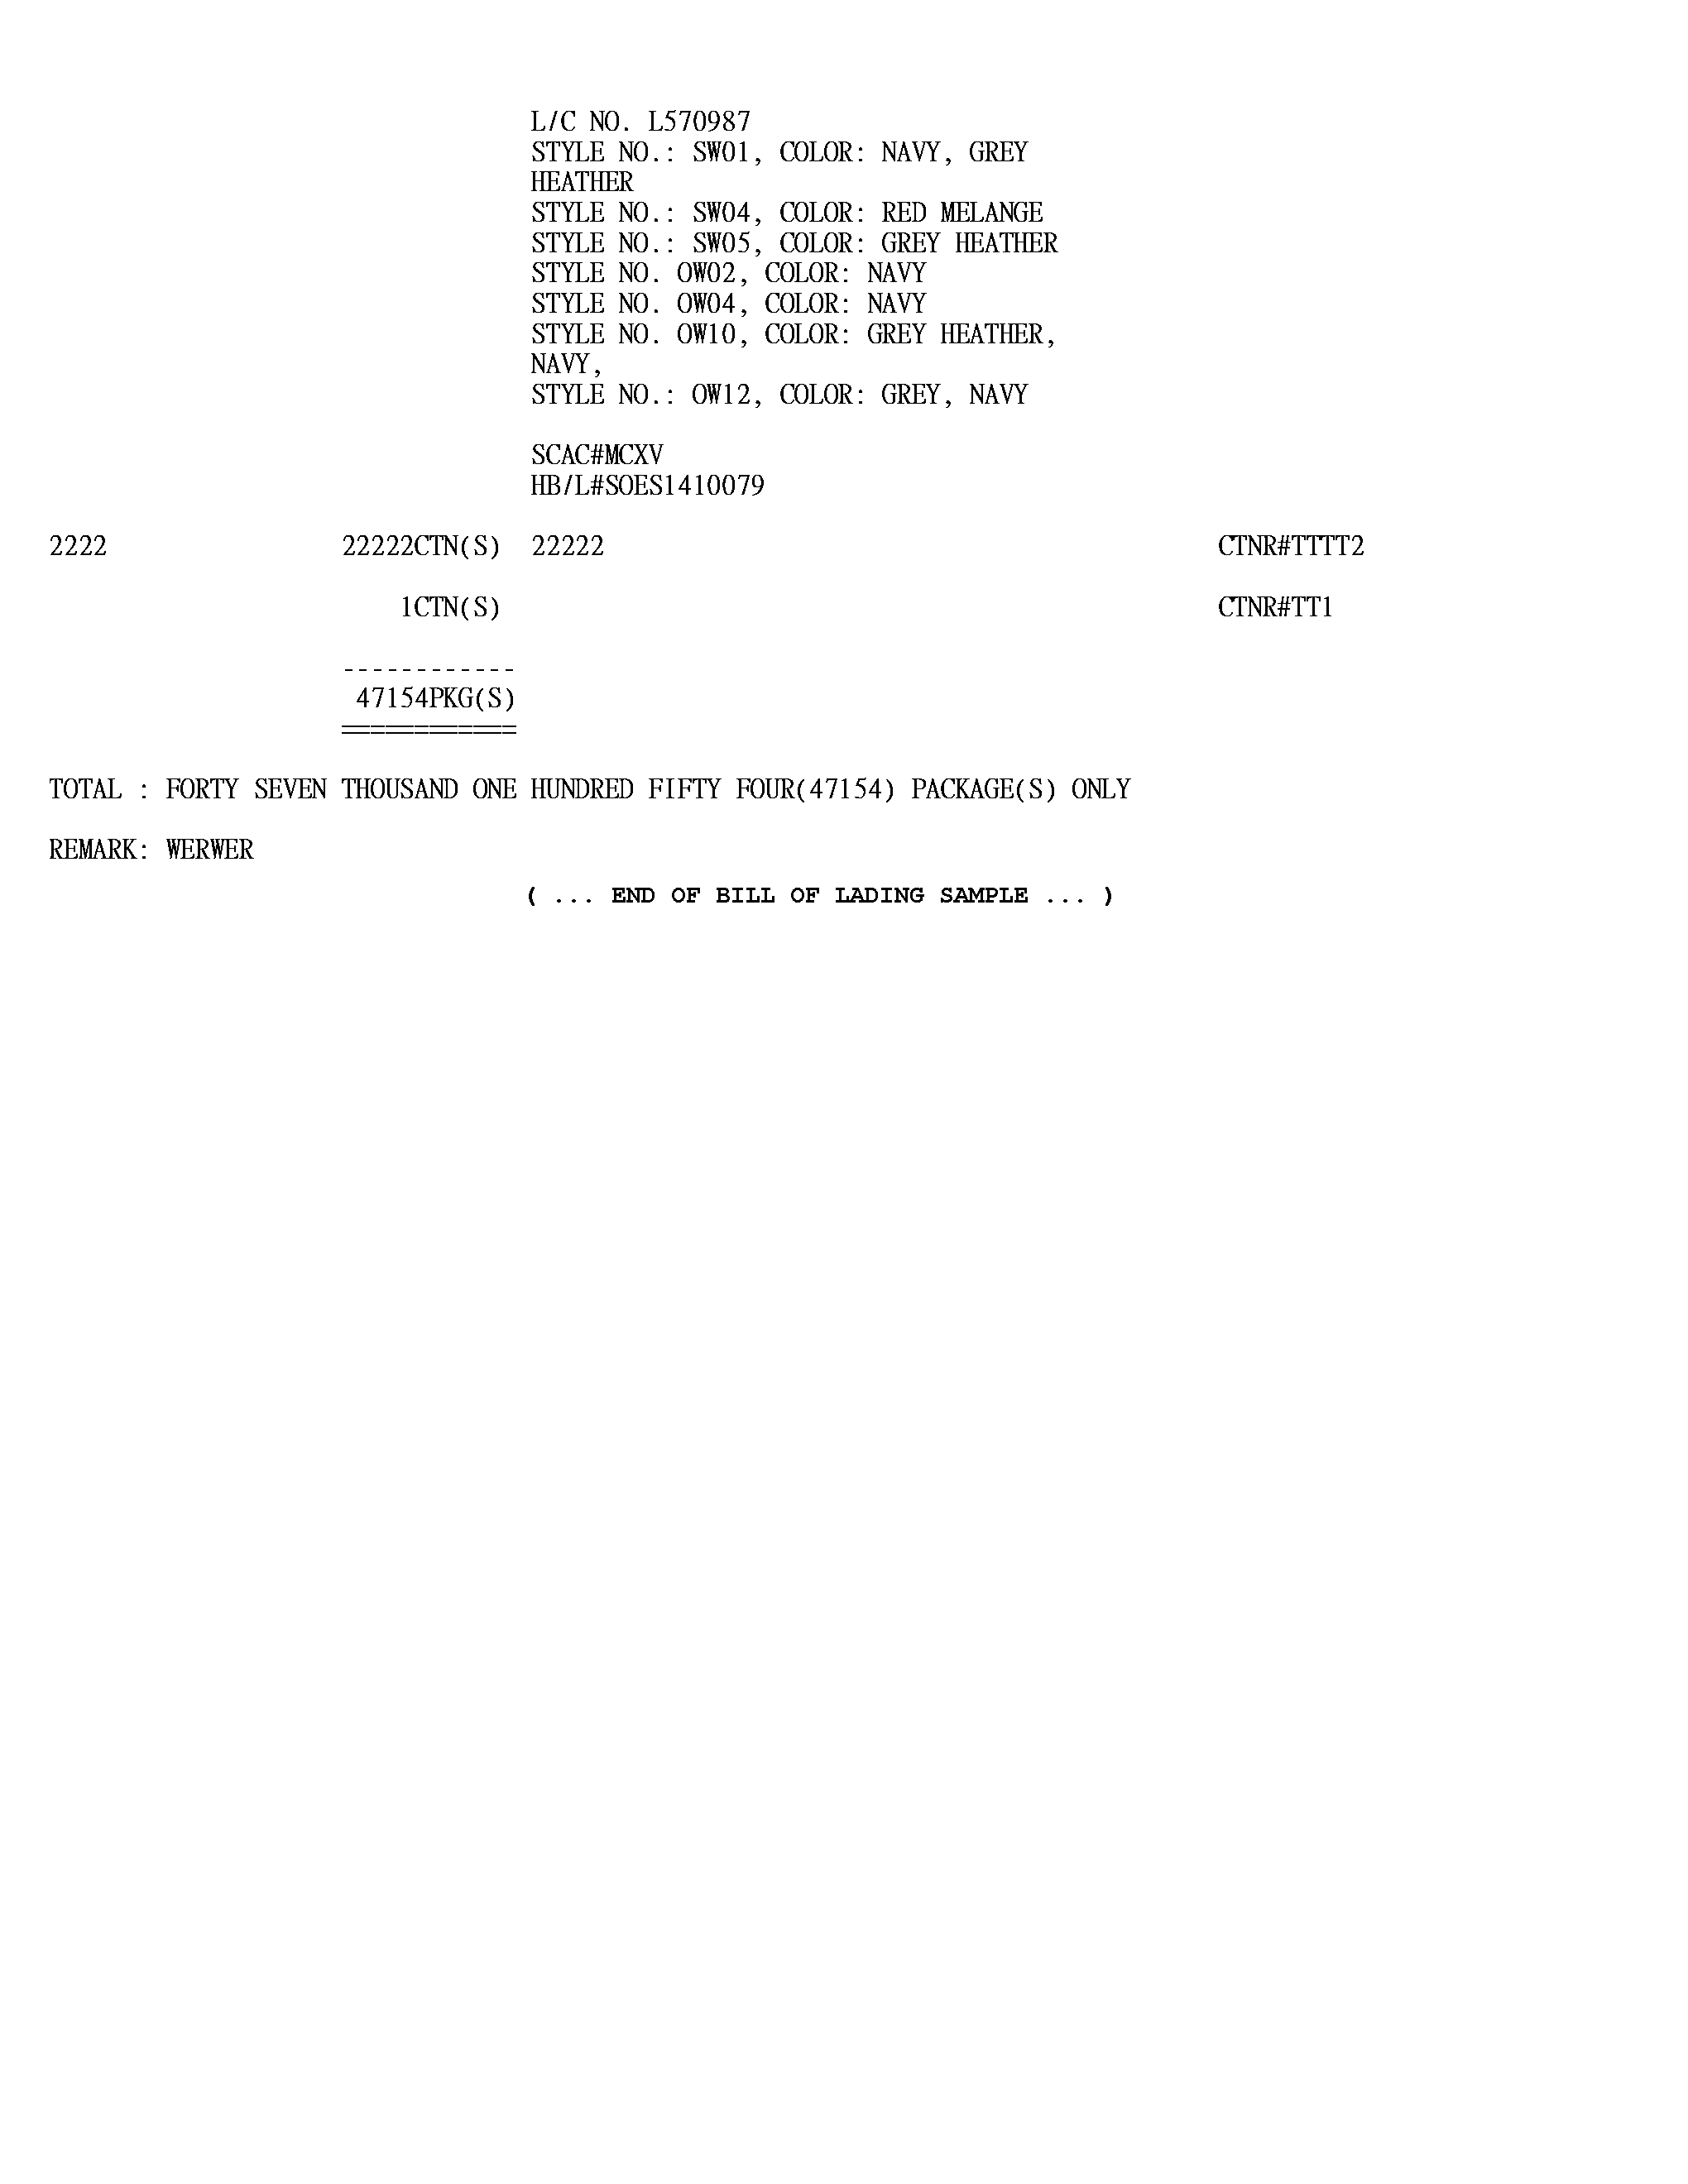 L/C NO. L570987
STYLE NO.: SW01, COLOR: NAVY, GREY
HEATHER
STYLE NO.: SW04, COLOR: RED MELANGE
STYLE NO.: SW05, COLOR: GREY HEATHER
STYLE NO. OW02, COLOR: NAVY
STYLE NO. OW04, COLOR: NAVY
STYLE NO. OW10, COLOR: GREY HEATHER,
NAVY,
STYLE NO.: OW12, COLOR: GREY, NAVY
SCAC#MCXV
HB/L#SOES1410079
2222 22222CTN(S) 22222 CTNR#TTTT2
1CTN(S) CTNR#TT1
------------
47154PKG(S)
============
TOTAL : FORTY SEVEN THOUSAND ONE HUNDRED FIFTY FOUR(47154) PACKAGE(S) ONLY
REMARK: WERWER
( ... END OF BILL OF LADING SAMPLE ... )